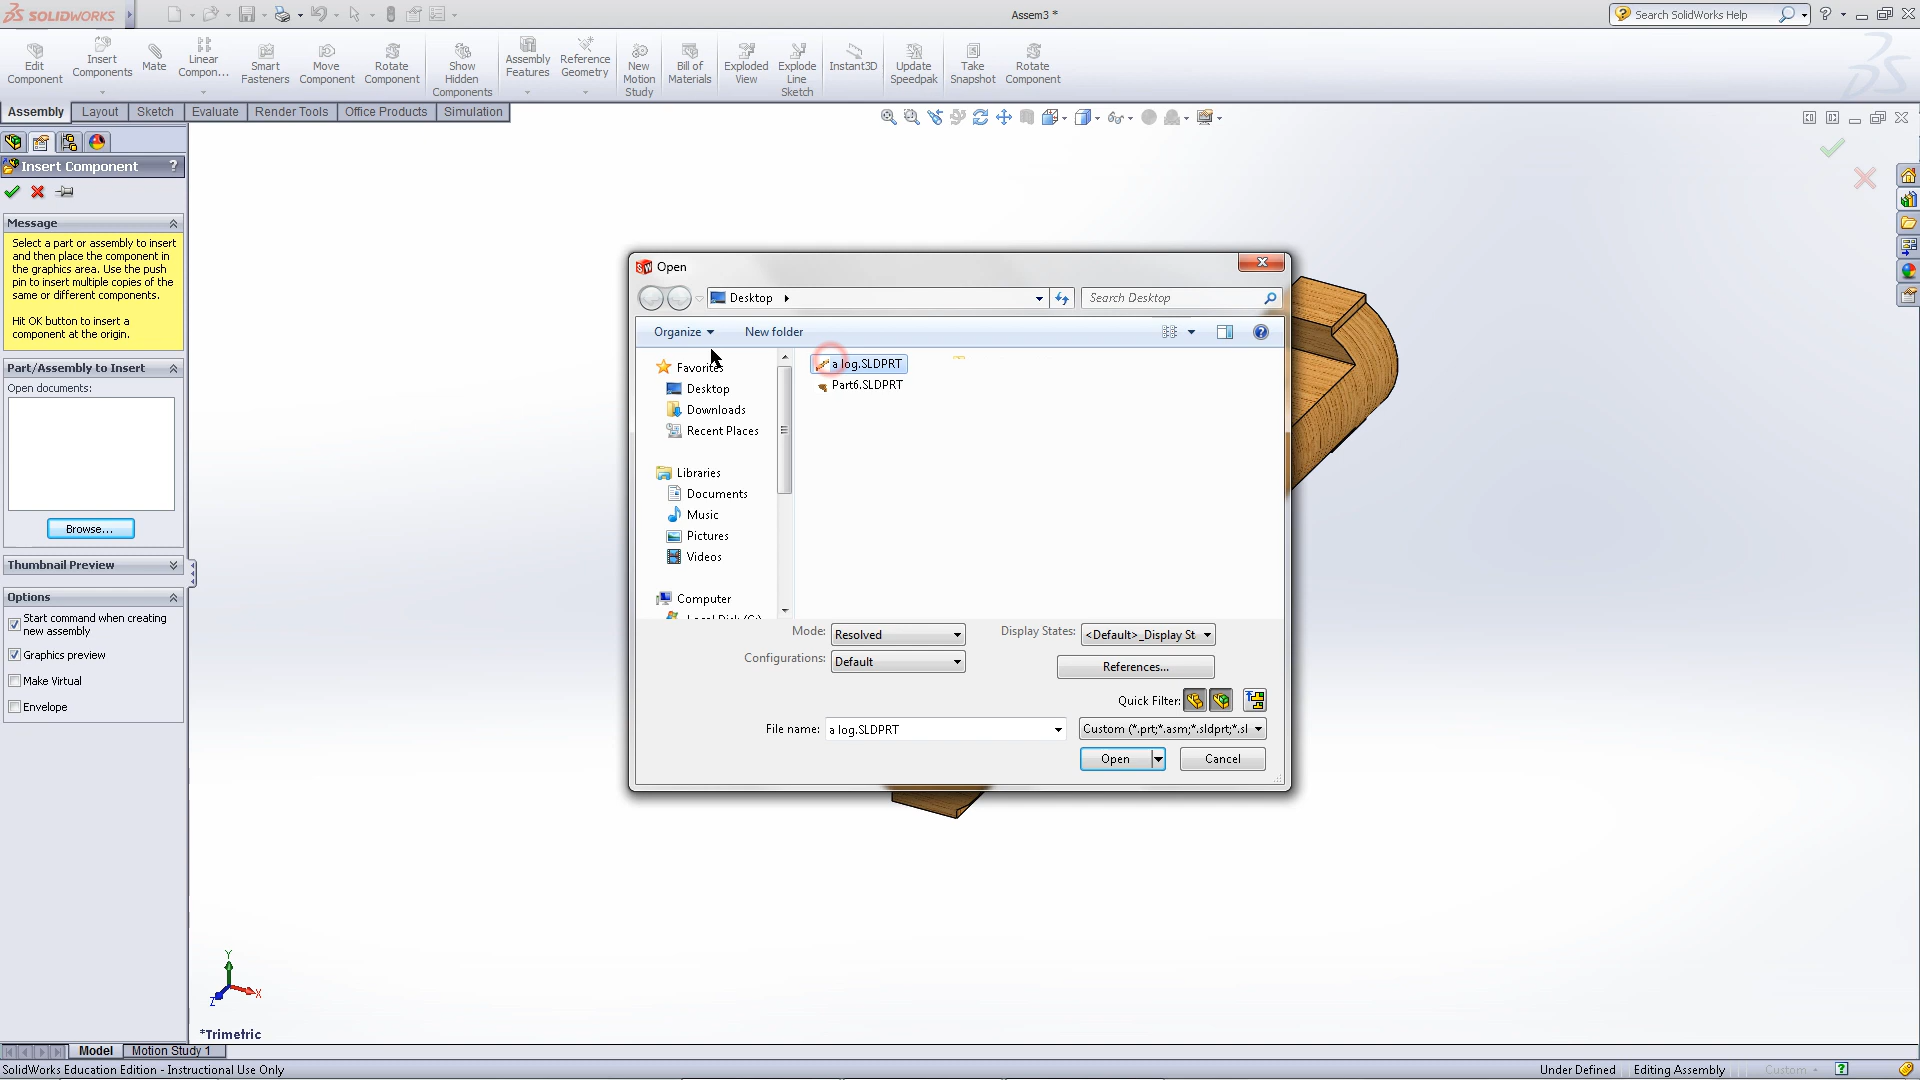 SOLIDWORKS
Assem3 *
Search SolidWorks Help
Edit Component
Insert Components
Mate
Linear Compon...
Smart Fasteners
Move Component
Rotate Component
Show Hidden Components
Assembly Features
Reference Geometry
New Motion Study
Bill of Materials
Exploded View
Explode Line Sketch
Instant3D
Update Speedpak
Take Snapshot
Rotate Component
Assembly
Layout
Sketch
Evaluate
Render Tools
Office Products
Simulation
Insert Component
?
Message
Select a part or assembly to insert
and then place the component in
the graphics area. Use the push
pin to insert multiple copies of the
same or different components.
Hit OK button to insert a
component at the origin.
Part/Assembly to Insert
Open documents:
Browse...
Thumbnail Preview
Options
Start command when creating
new assembly
Graphics preview
Make Virtual
Envelope
Open
Desktop
Search Desktop
Organize
New folder
Favorites
Desktop
Downloads
Recent Places
Libraries
Documents
Music
Pictures
Videos
Computer
a log.SLDPRT
Part6.SLDPRT
Mode: Resolved
Display States: <Default>_Display St
Configurations: Default
References...
Quick Filter:
File name: a log.SLDPRT
Custom (*.prt;*.asm;*.sldprt;*.sl
Open
Cancel
Y
X
Z
*Trimetric
Model
Motion Study 1
SolidWorks Education Edition - Instructional Use Only
Under Defined
Editing Assembly
Custom